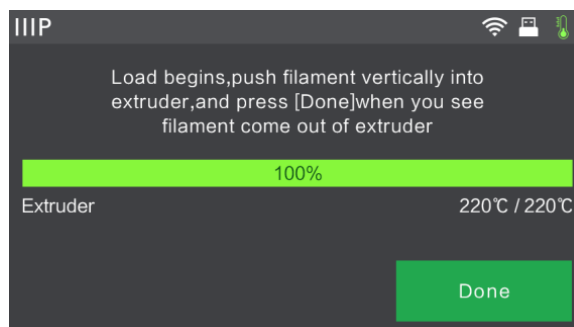 IIIP
Load begins,push filament vertically into
extruder,and press [Done]when you see
filament come out of extruder
100%
Extruder 220℃ / 220℃
Done